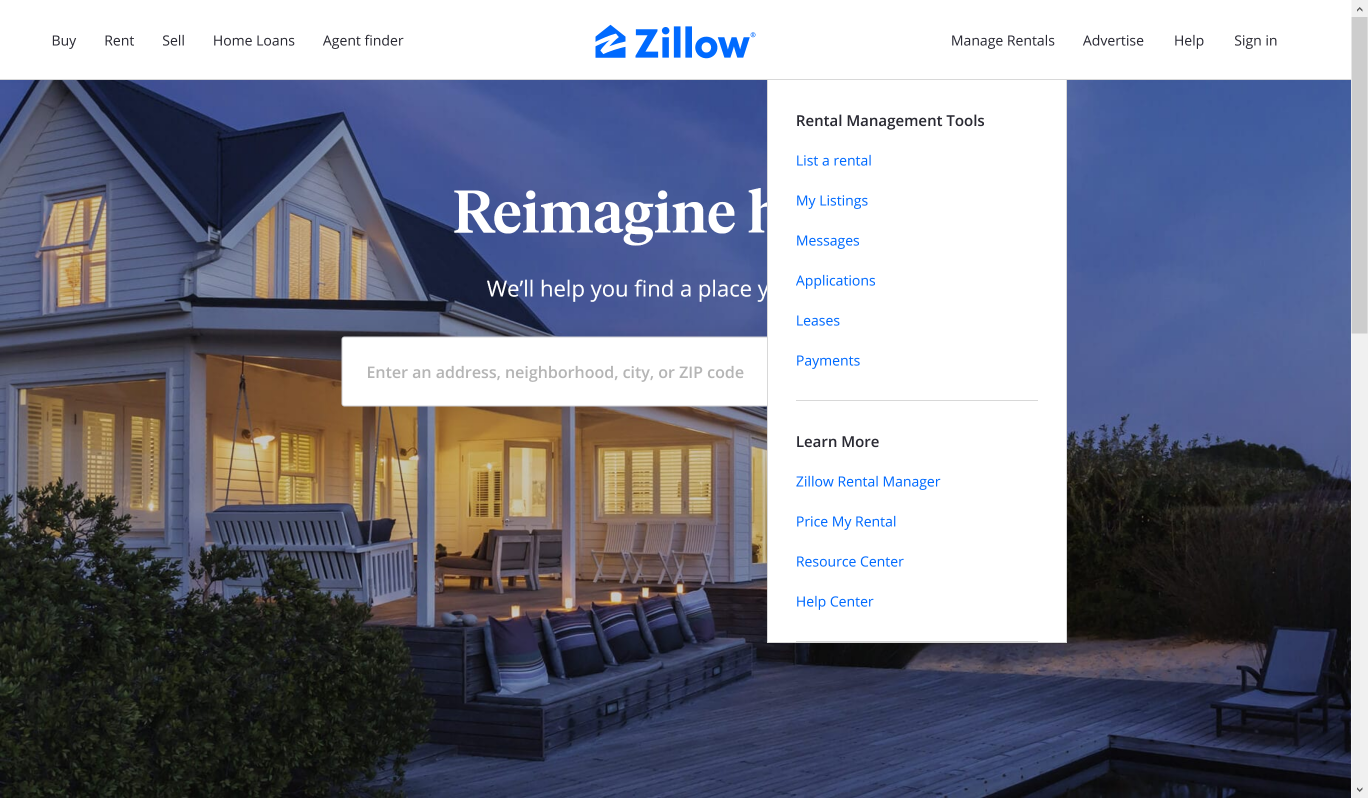 Buy Rent Sell Home Loans Agent finder Zillow® Manage Rentals Advertise Help Sign in
Reimagine h
We'll help you find a place y
Enter an address, neighborhood, city, or ZIP code
Rental Management Tools
List a rental
My Listings
Messages
Applications
Leases
Payments
Learn More
Zillow Rental Manager
Price My Rental
Resource Center
Help Center